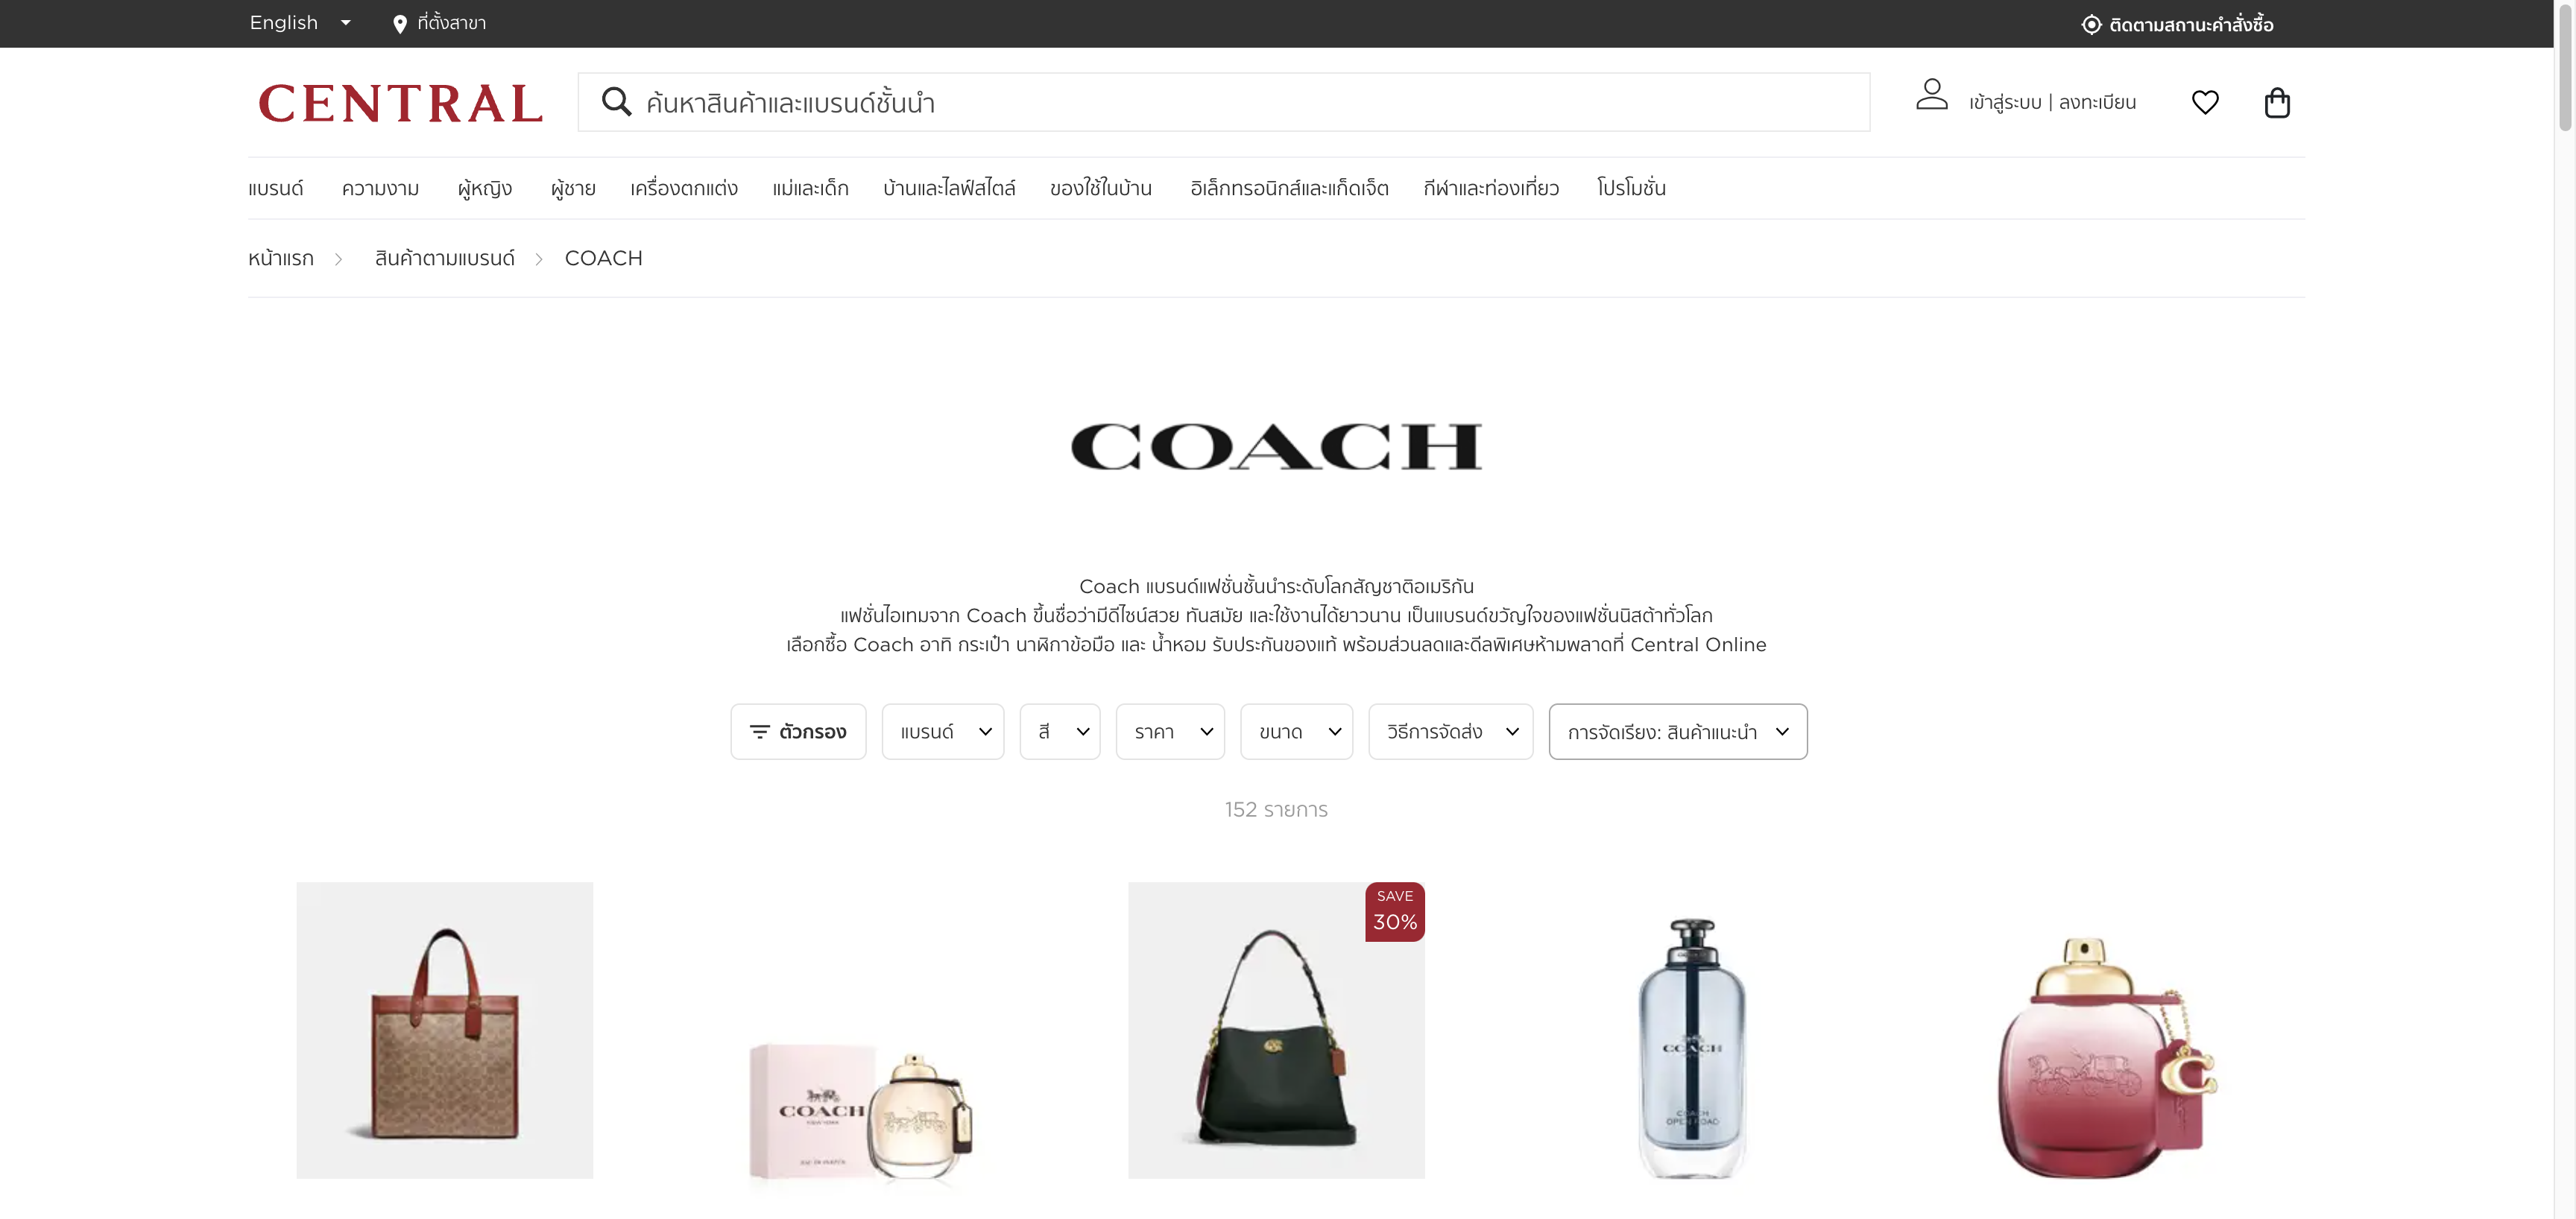 English
ที่ตั้งสาขา
ติดตามสถานะคำสั่งซื้อ
CENTRAL
ค้นหาสินค้าและแบรนด์ชั้นนำ
เข้าสู่ระบบ | ลงทะเบียน
แบรนด์ ความงาม ผู้หญิง ผู้ชาย เครื่องตกแต่ง แม่และเด็ก บ้านและไลฟ์สไตล์ ของใช้ในบ้าน อิเล็กทรอนิกส์และแก็ดเจ็ต กีฬาและท่องเที่ยว โปรโมชั่น
หน้าแรก สินค้าตามแบรนด์ COACH
COACH
Coach แบรนด์แฟชั่นชั้นนำระดับโลกสัญชาติอเมริกัน
แฟชั่นไอเทมจาก Coach ขึ้นชื่อว่ามีดีไซน์สวย ทันสมัย และใช้งานได้ยาวนาน เป็นแบรนด์ขวัญใจของแฟชั่นนิสต้าทั่วโลก
เลือกซื้อ Coach อาทิ กระเป๋า นาฬิกาข้อมือ และ น้ำหอม รับประกันของแท้ พร้อมส่วนลดและดีลพิเศษห้ามพลาดที่ Central Online
ตัวกรอง แบรนด์ สี ราคา ขนาด วิธีการจัดส่ง การจัดเรียง: สินค้าแนะนำ
152 รายการ
SAVE
30%
COACH
COACH
COACH
OPEN ROAD